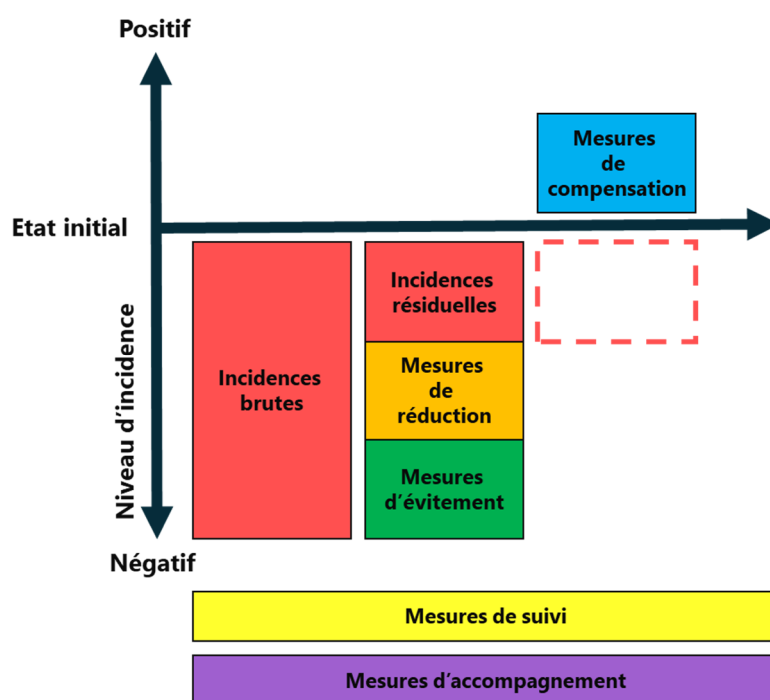 Positif
Mesures
de
compensation
Etat initial
Niveau d'incidence
Incidences
brutes
Incidences
résiduelles
Mesures
de
réduction
Mesures
d'évitement
Négatif
Mesures de suivi
Mesures d'accompagnement